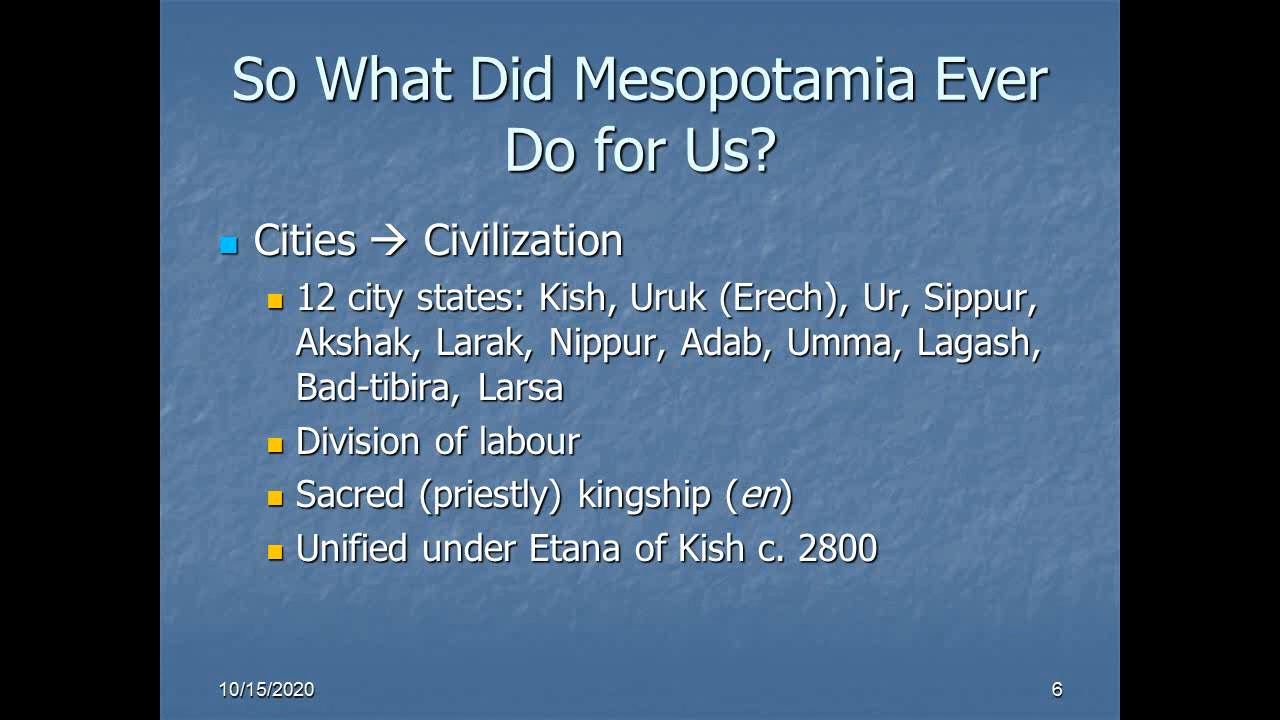 So What Did Mesopotamia Ever
Do for Us?
Cities → Civilization
12 city states: Kish, Uruk (Erech), Ur, Sippur,
Akshak, Larak, Nippur, Adab, Umma, Lagash,
Bad-tibira, Larsa
Division of labour
Sacred (priestly) kingship (en)
Unified under Etana of Kish c. 2800
10/15/2020
6